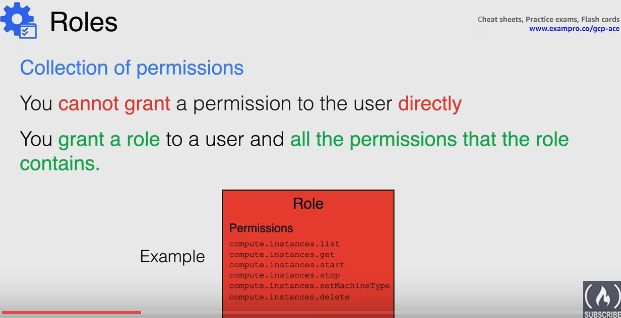 Roles
Cheat sheets, Practice exams, Flash cards
www.exampro.co/gcp-ace
Collection of permissions
You cannot grant a permission to the user directly
You grant a role to a user and all the permissions that the role
contains.
Role
Permissions
Example
compute.instances.list
compute.instances.get
compute.instances.start
compute.instances.stop
compute.instances.setMachineType
compute.instances.delete
SUBSCRIBE